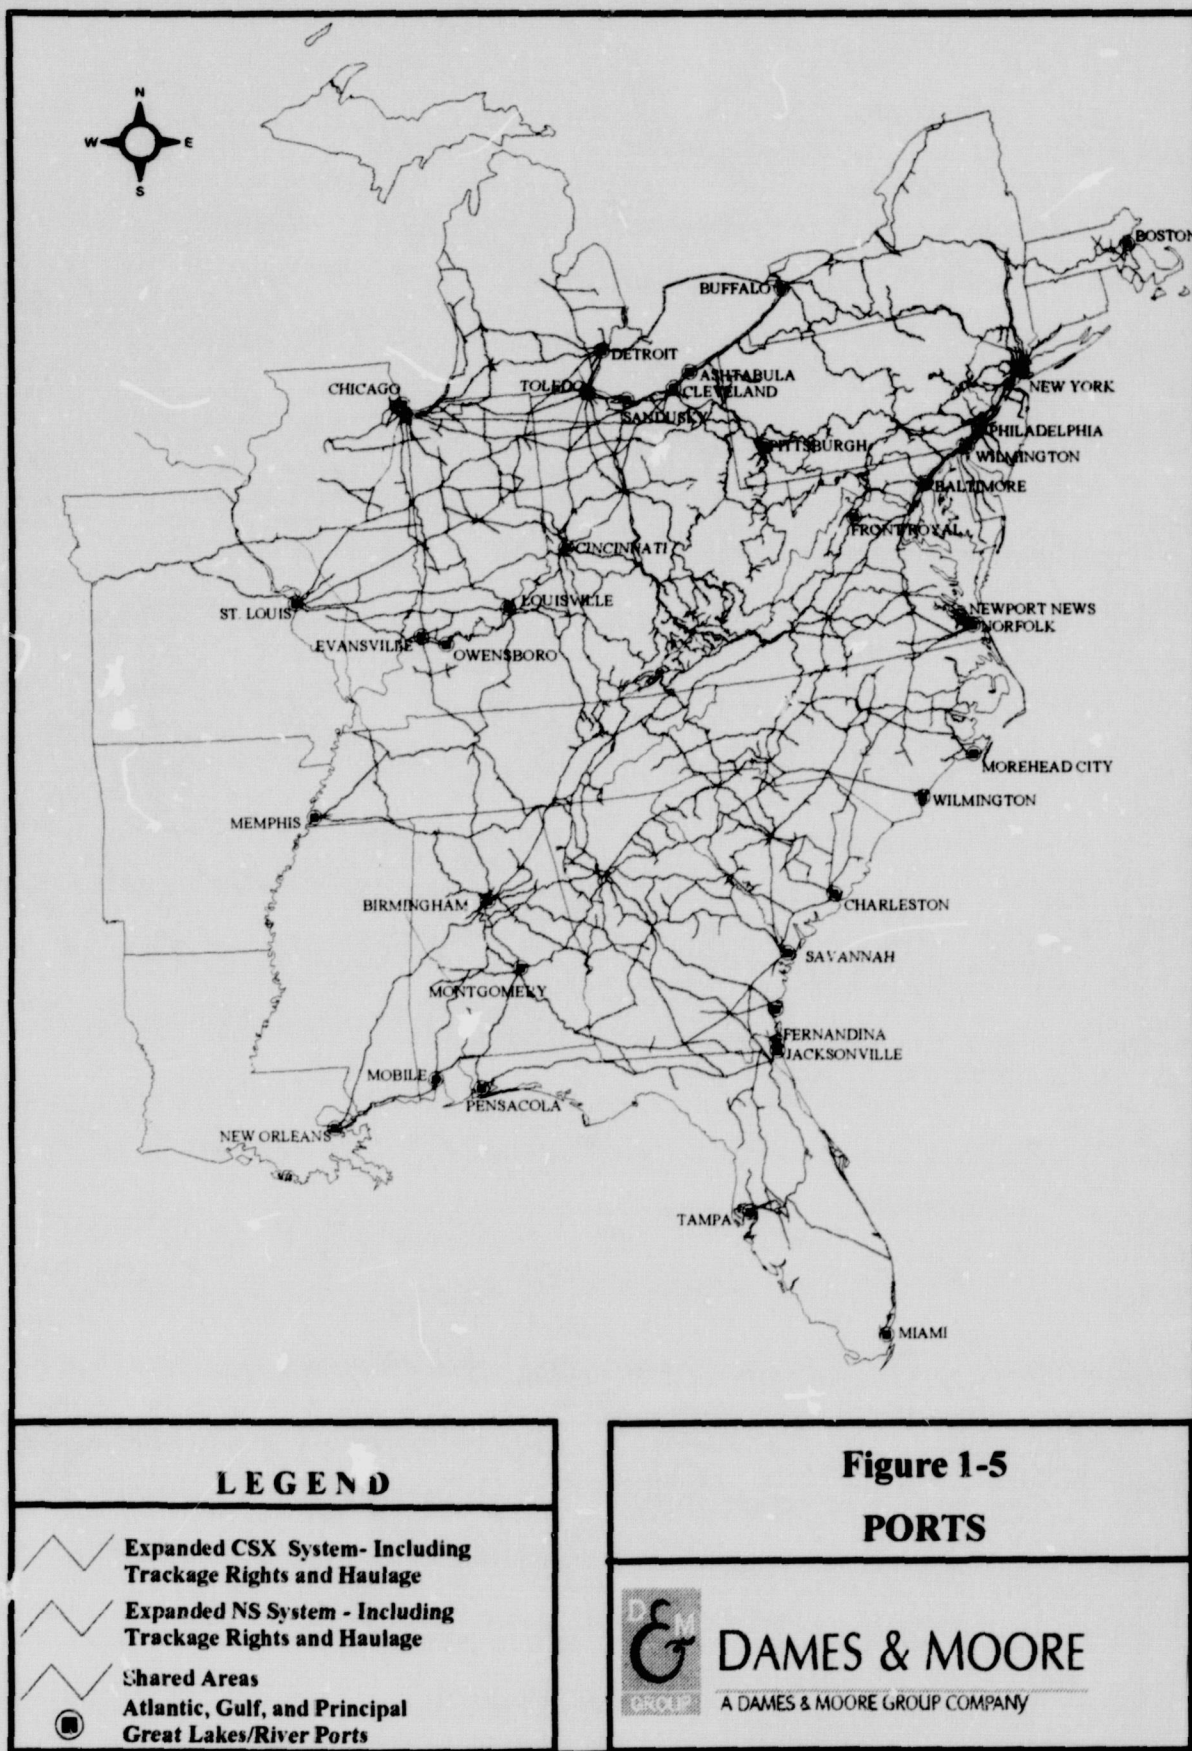 N
W E
S
BOSTON
BUFFALO
DETROIT
ASHTABULA
CHICAGO
TOLEDO
CLEVELAND
NEW YORK
SANDUSKY
PHILADELPHIA
PITTSBURGH
WILMINGTON
BALTIMORE
FRONT ROYAL
CINCINNATI
ST. LOUIS
LOUISVILLE
NEWPORT NEWS
NORFOLK
EVANSVILLE
OWENSBORO
MOREHEAD CITY
WILMINGTON
MEMPHIS
BIRMINGHAM
CHARLESTON
SAVANNAH
MONTGOMERY
FERNANDINA
JACKSONVILLE
MOBILE
PENSACOLA
NEW ORLEANS
TAMPA
MIAMI
LEGEND
Expanded CSX System- Including
Trackage Rights and Haulage
Expanded NS System - Including
Trackage Rights and Haulage
Shared Areas
Atlantic, Gulf, and Principal
Great Lakes/River Ports
Figure 1-5
PORTS
D & M
GROUP
DAMES & MOORE
A DAMES & MOORE GROUP COMPANY